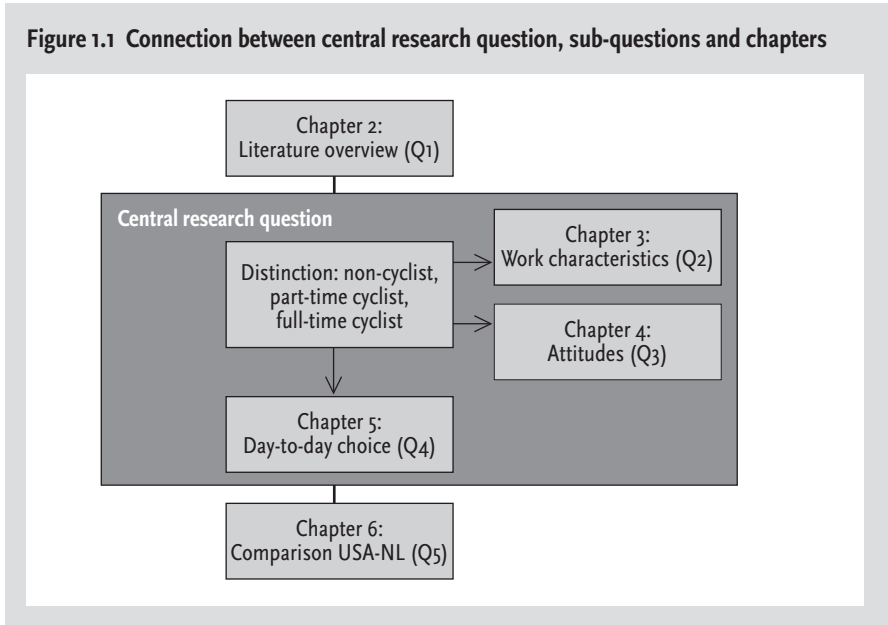 Figure 1.1 Connection between central research question, sub-questions and chapters
Chapter 2:
Literature overview (Q1)
Central research question
Distinction: non-cyclist,
part-time cyclist,
full-time cyclist
Chapter 3:
Work characteristics (Q2)
Chapter 4:
Attitudes (Q3)
Chapter 5:
Day-to-day choice (Q4)
Chapter 6:
Comparison USA-NL (Q5)